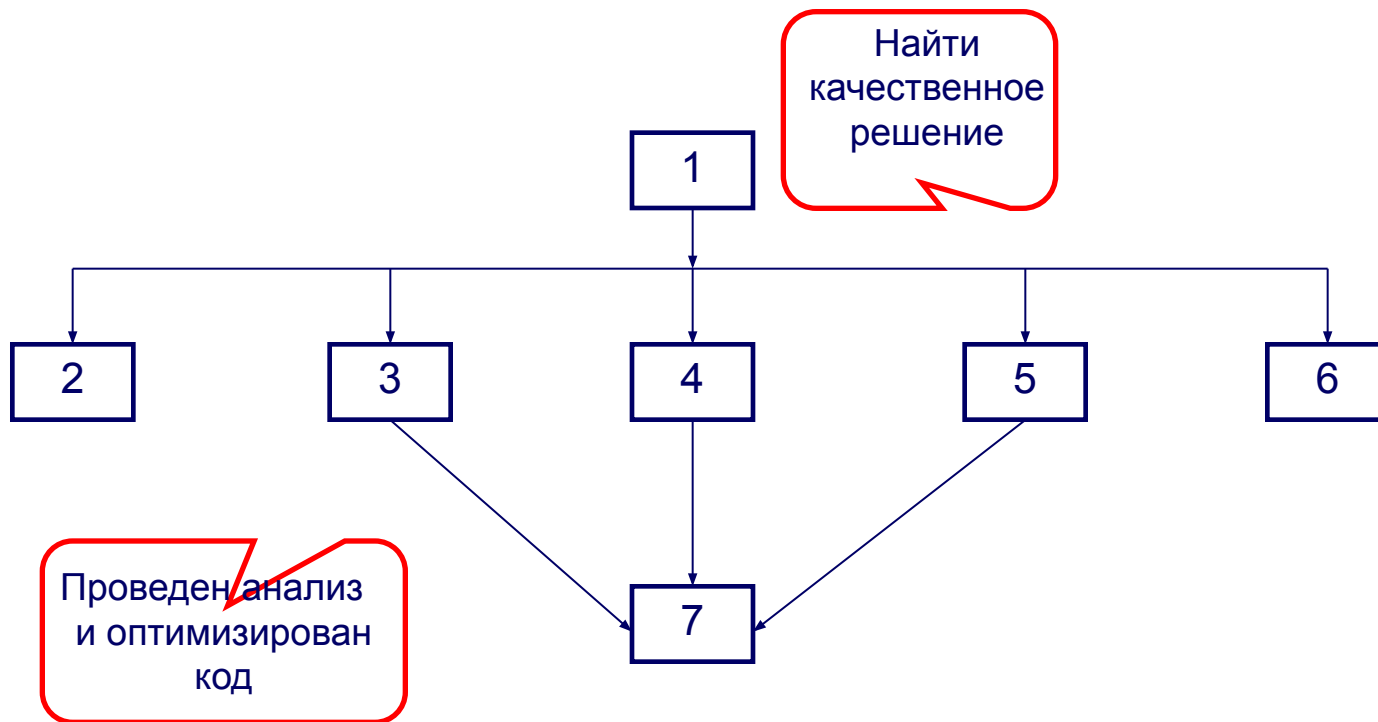 Найти
качественное
решение
1
2
3
4
5
6
Проведен анализ
и оптимизирован
код
7